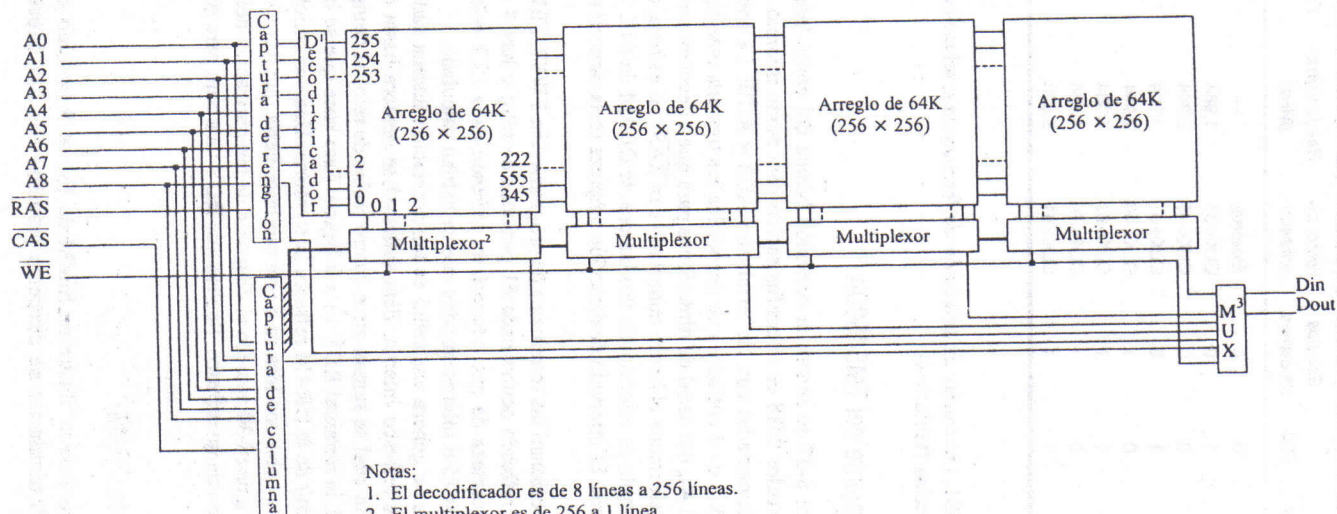 A0
A1
A2
A3
A4
A5
A6
A7
A8
RAS
CAS
WE
Captura de renglón
D¹ecodificador
255
254
253
2
1
0
0 1 2
222
555
345
Arreglo de 64K
(256 × 256)
Arreglo de 64K
(256 × 256)
Arreglo de 64K
(256 × 256)
Arreglo de 64K
(256 × 256)
Multiplexor²
Multiplexor
Multiplexor
Multiplexor
Captura de columna
M³UX
Din
Dout
Notas:
1. El decodificador es de 8 líneas a 256 líneas.
2. El multiplexor es de 256 a 1 línea.